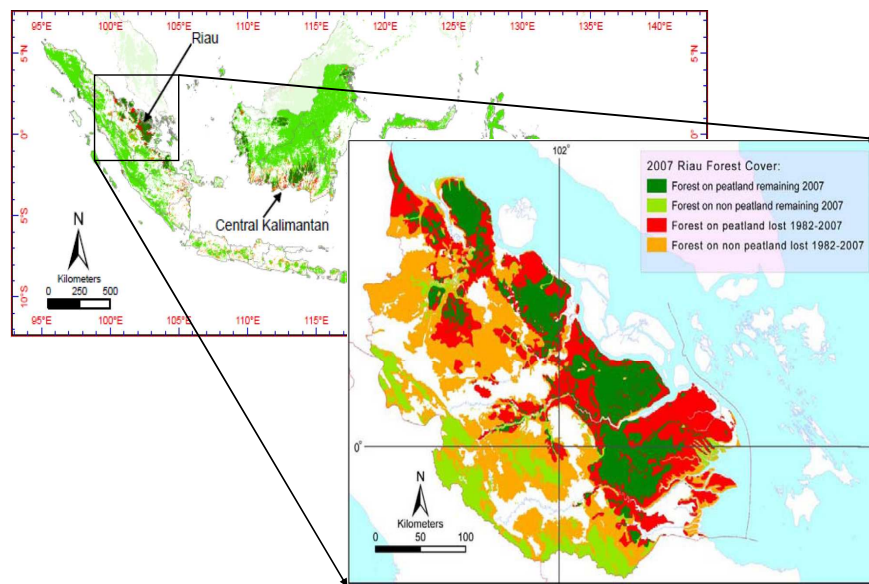 95°E 100°E 105°E 110°E 115°E 120°E 125°E 130°E 135°E 140°E
Riau
5°N
5°N
0°
0°
Central Kalimantan
5°S
N
Kilometers
0 250 500
10°S
95°E 100°E 105°E 110°E 115°E
102°
2007 Riau Forest Cover:
Forest on peatland remaining 2007
Forest on non peatland remaining 2007
Forest on peatland lost 1982-2007
Forest on non peatland lost 1982-2007
0°
N
Kilometers
0 50 100